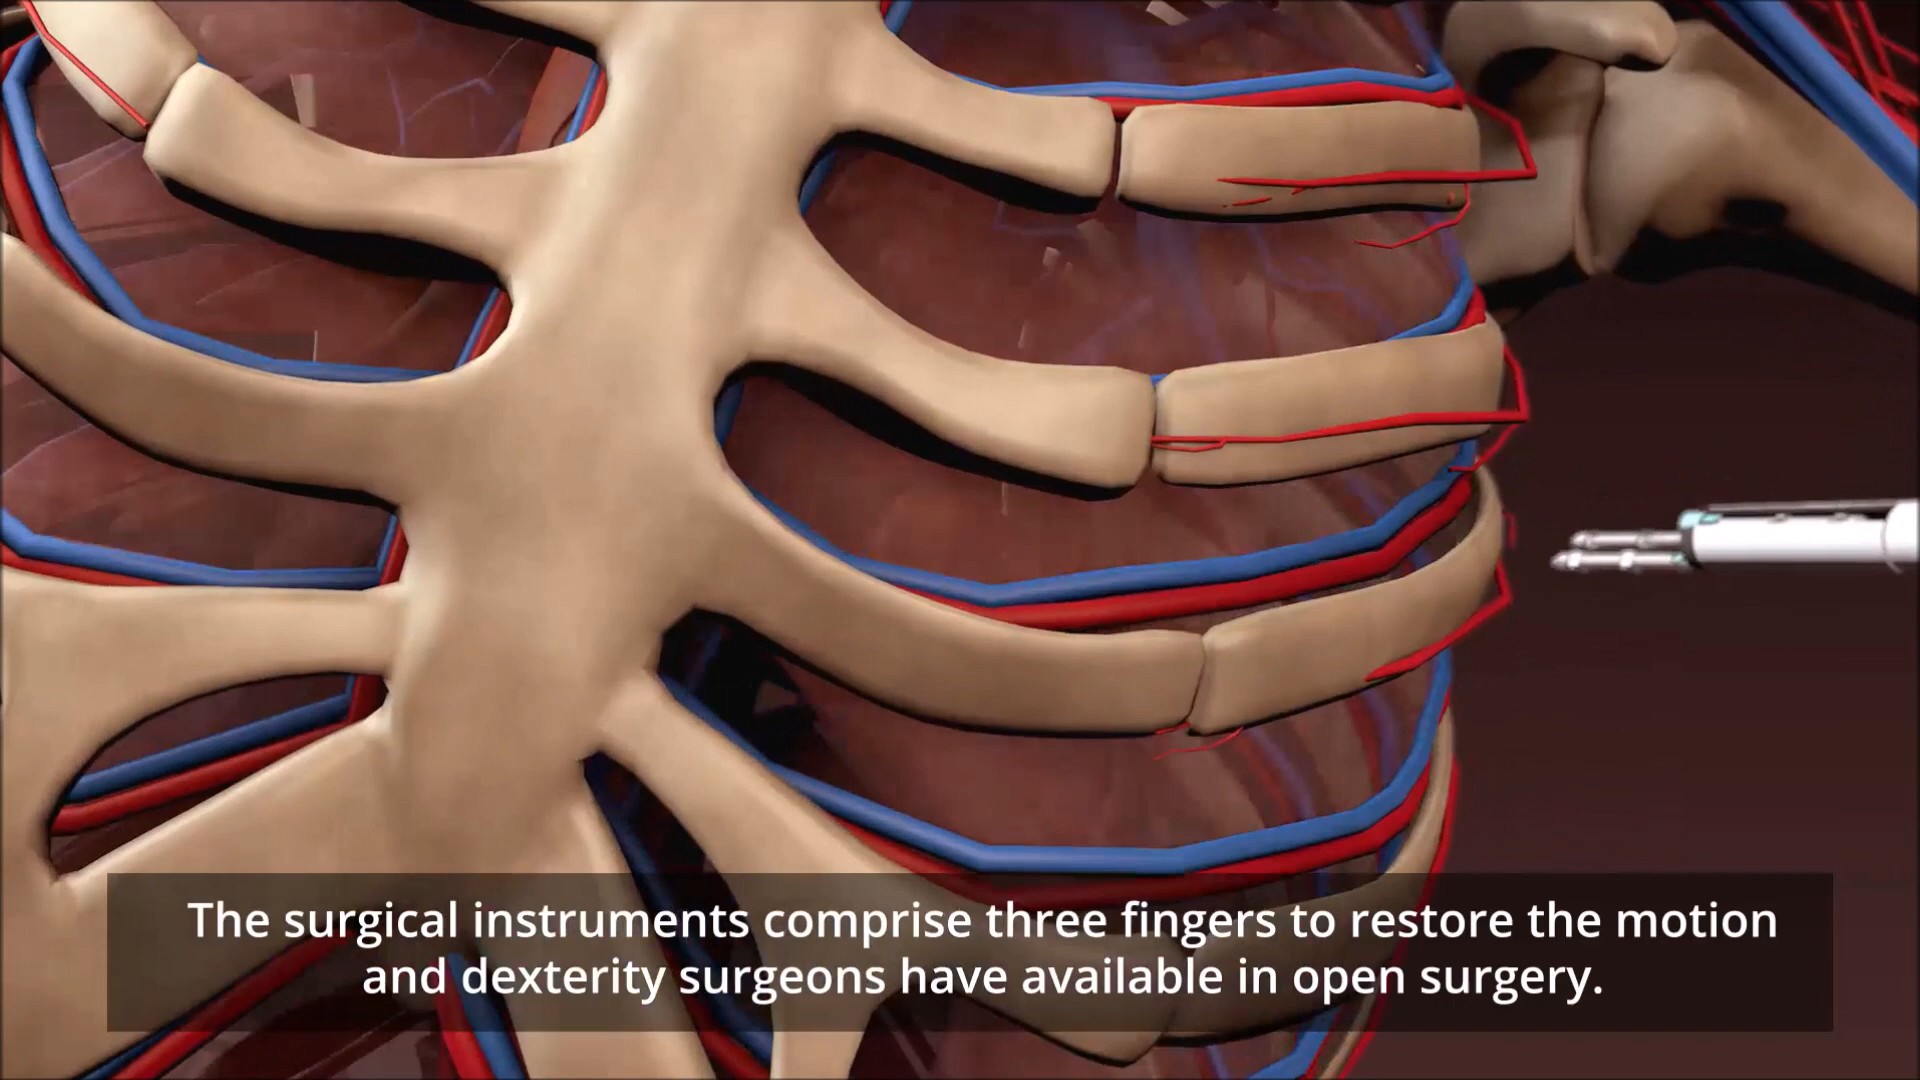 The surgical instruments comprise three fingers to restore the motion
and dexterity surgeons have available in open surgery.